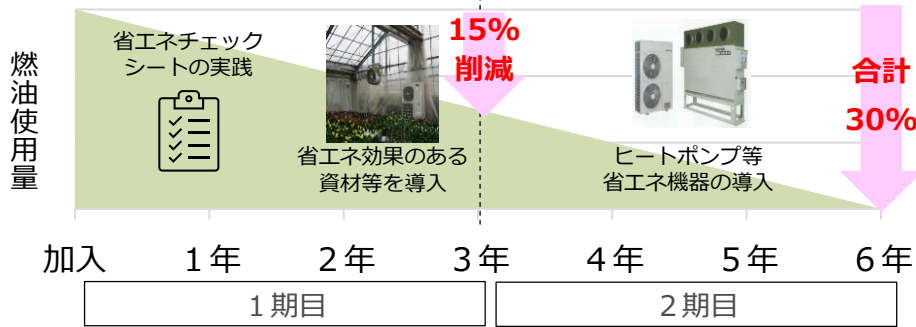 燃油使用量
省エネチェック
シートの実践
15%
削減
合計
30%
省エネ効果のある
資材等を導入
ヒートポンプ等
省エネ機器の導入
加入
１年
２年
３年
４年
５年
６年
１期目
２期目